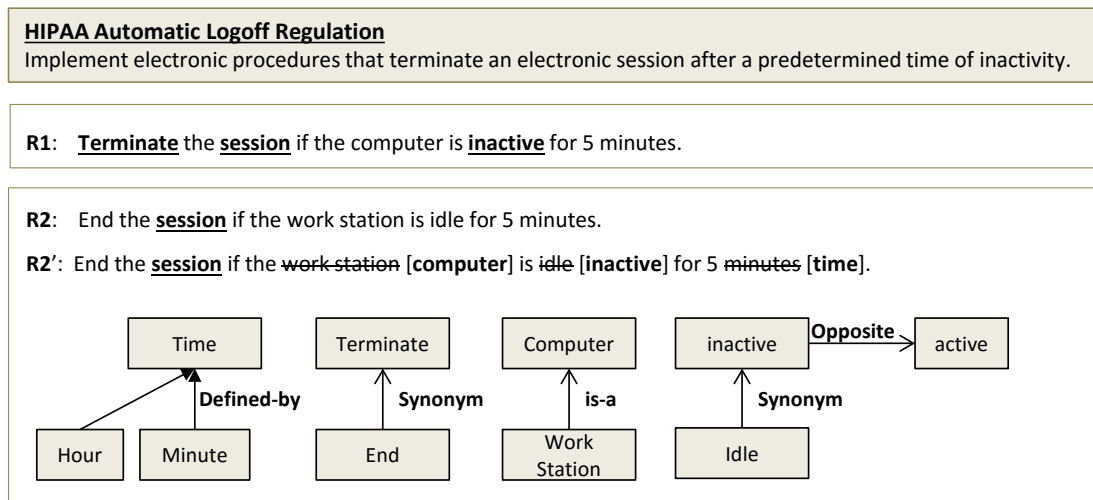 HIPAA Automatic Logoff Regulation
Implement electronic procedures that terminate an electronic session after a predetermined time of inactivity.
R1: Terminate the session if the computer is inactive for 5 minutes.
R2: End the session if the work station is idle for 5 minutes.
R2′: End the session if the work station [computer] is idle [inactive] for 5 minutes [time].
Time
Terminate
Computer
inactive
Opposite
active
Defined-by
Synonym
is-a
Synonym
Hour
Minute
End
Work
Station
Idle